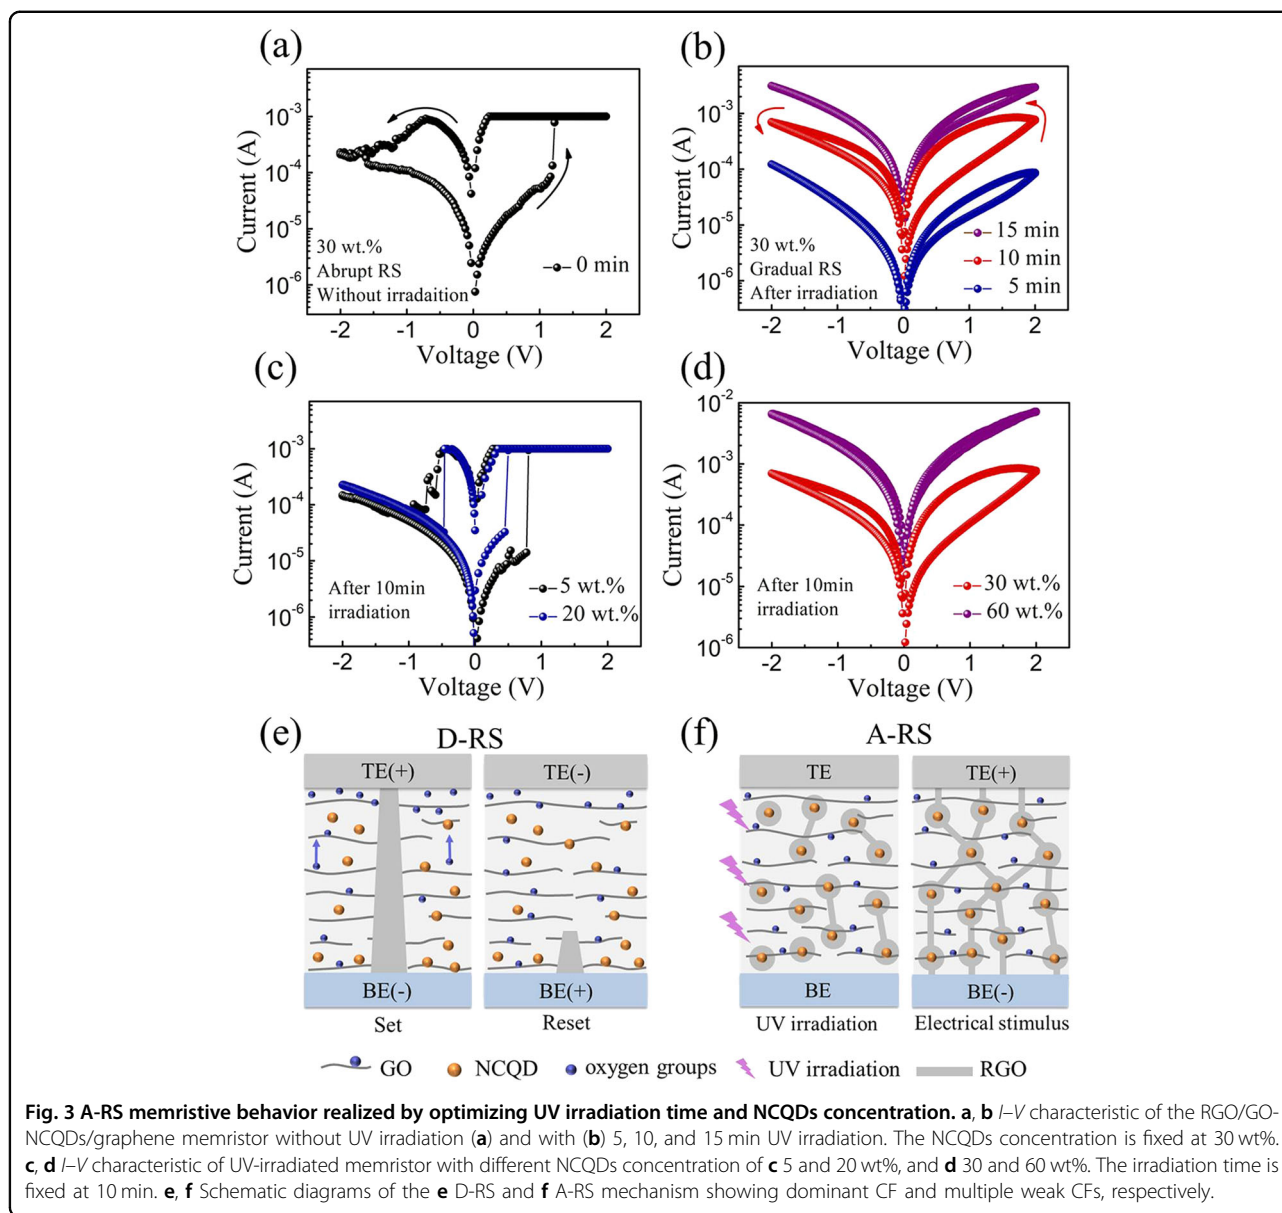 (a)
Current (A)
10-3
10-4
10-5
10-6
30 wt.%
Abrupt RS
Without irradaition
0 min
-2 -1 0 1 2
Voltage (V)
(b)
Current (A)
10-3
10-4
10-5
10-6
30 wt.%
Gradual RS
After irradiation
15 min
10 min
5 min
-2 -1 0 1 2
Voltage (V)
(c)
Current (A)
10-3
10-4
10-5
10-6
After 10min
irradiation
5 wt.%
20 wt.%
-2 -1 0 1 2
Voltage (V)
(d)
Current (A)
10-2
10-3
10-4
10-5
10-6
After 10min
irradiation
30 wt.%
60 wt.%
-2 -1 0 1 2
Voltage (V)
(e)
D-RS
TE(+) TE(-)
BE(-) BE(+)
Set Reset
(f)
A-RS
TE TE(+)
BE BE(-)
UV irradiation Electrical stimulus
GO NCQD oxygen groups UV irradiation RGO
Fig. 3 A-RS memristive behavior realized by optimizing UV irradiation time and NCQDs concentration. a, b I–V characteristic of the RGO/GO-
NCQDs/graphene memristor without UV irradiation (a) and with (b) 5, 10, and 15 min UV irradiation. The NCQDs concentration is fixed at 30 wt%.
c, d I–V characteristic of UV-irradiated memristor with different NCQDs concentration of c 5 and 20 wt%, and d 30 and 60 wt%. The irradiation time is
fixed at 10 min. e, f Schematic diagrams of the e D-RS and f A-RS mechanism showing dominant CF and multiple weak CFs, respectively.